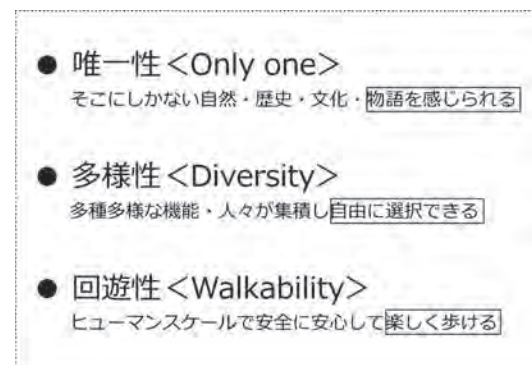 ● 唯一性＜Only one＞
そこにしかない自然・歴史・文化・物語を感じられる
● 多様性＜Diversity＞
多種多様な機能・人々が集積し自由に選択できる
● 回遊性＜Walkability＞
ヒューマンスケールで安全に安心して楽しく歩ける